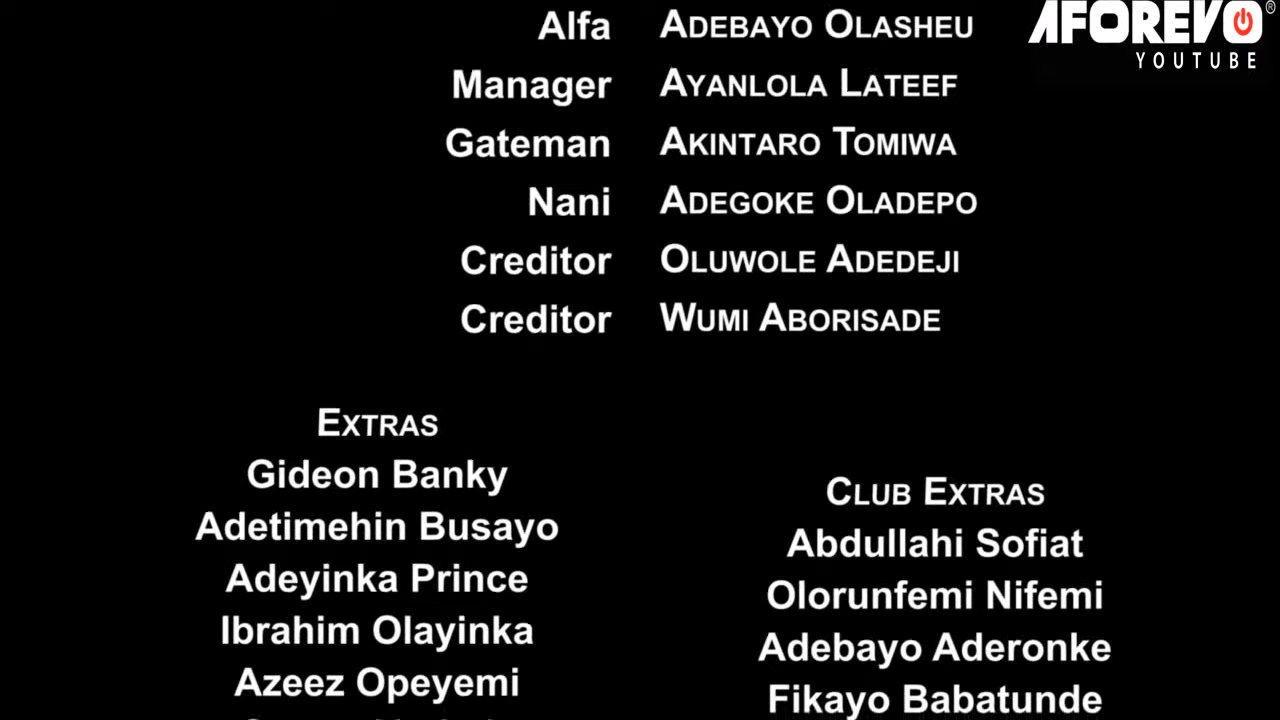 Alfa ADEBAYO OLASHEU
Manager AYANLOLA LATEEF
Gateman AKINTARO TOMIWA
Nani ADEGOKE OLADEPO
Creditor OLUWOLE ADEDEJI
Creditor WUMI ABORISADE
AFOREVO®
YOUTUBE
EXTRAS
Gideon Banky
Adetimehin Busayo
Adeyinka Prince
Ibrahim Olayinka
Azeez Opeyemi
CLUB EXTRAS
Abdullahi Sofiat
Olorunfemi Nifemi
Adebayo Aderonke
Fikayo Babatunde